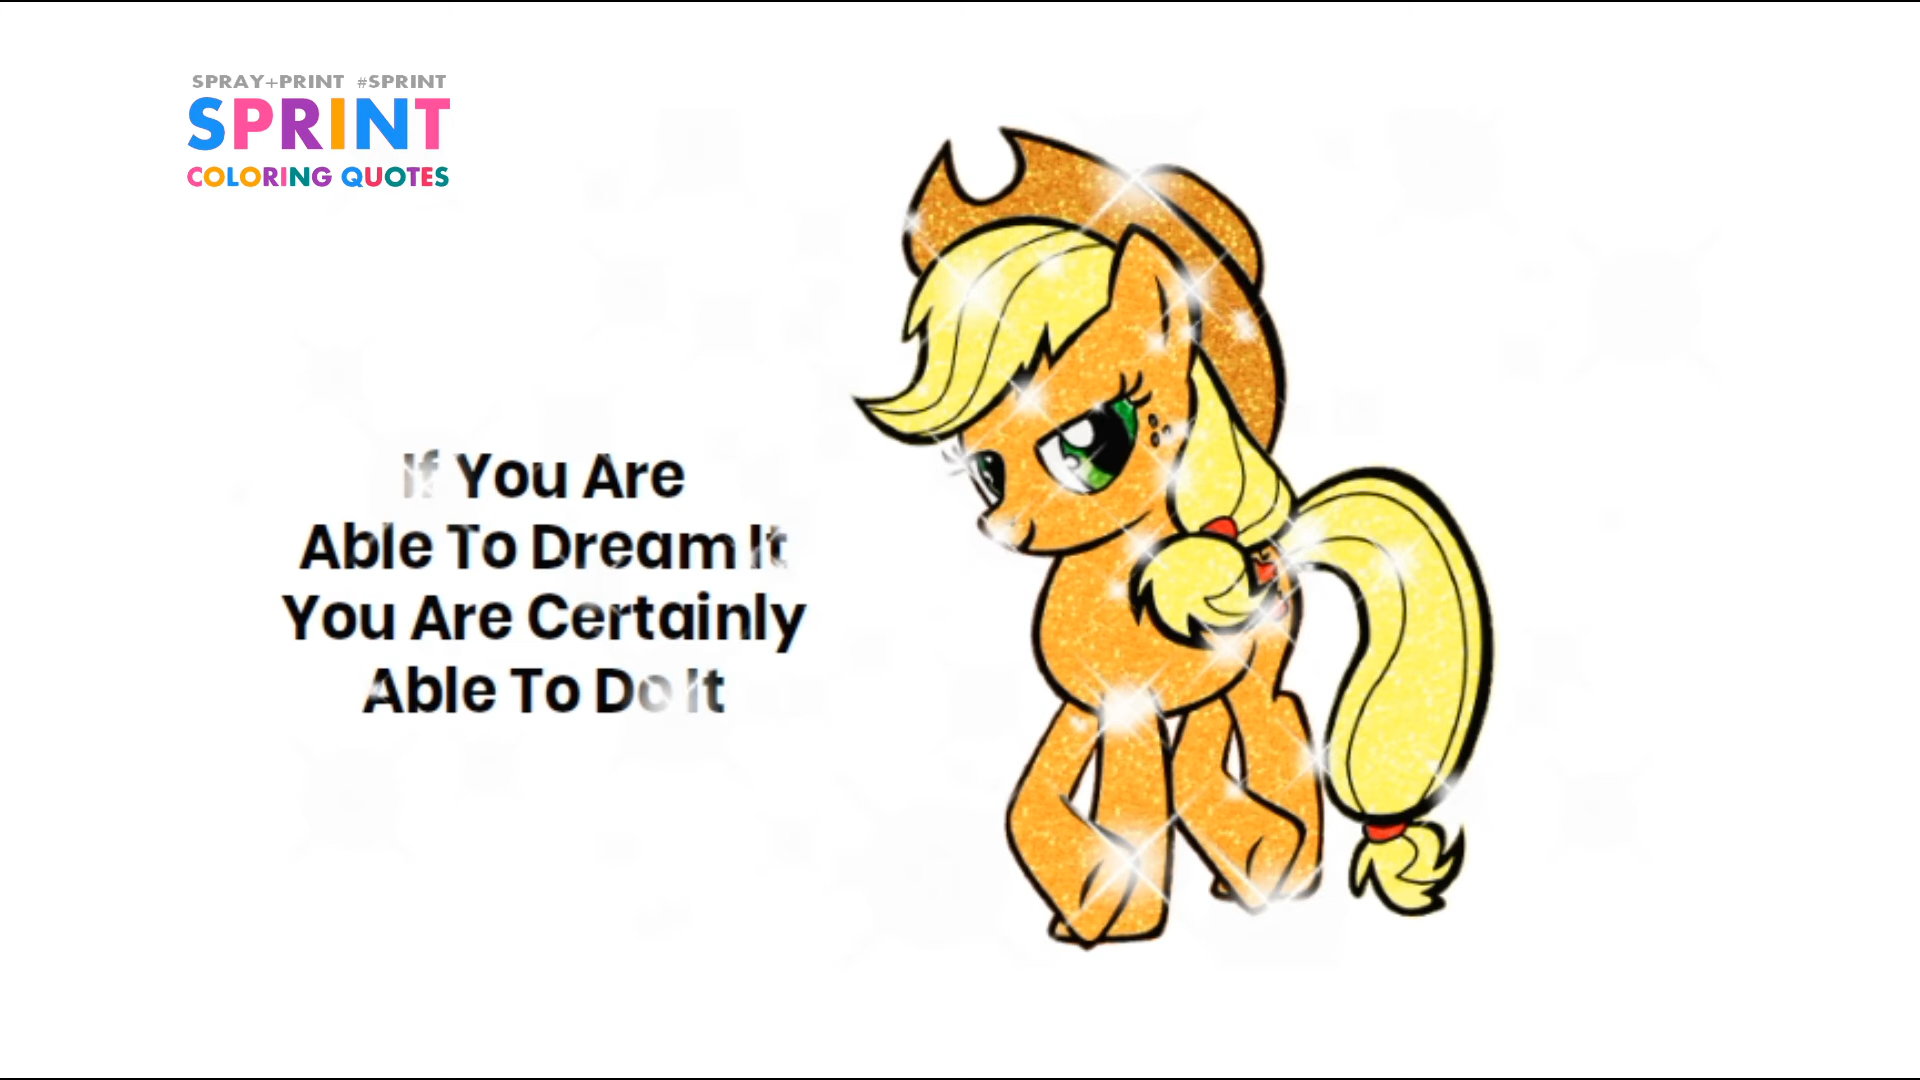 SPRAY+PRINT #SPRINT
SPRINT
COLORING QUOTES
If You Are
Able To Dream It
You Are Certainly
Able To Do It